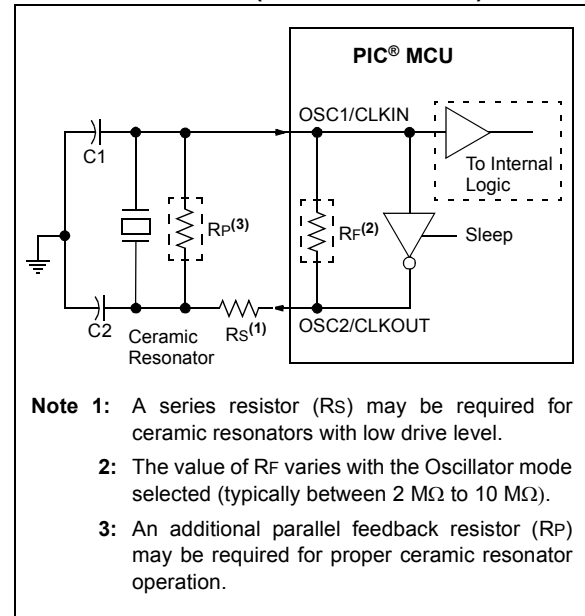 PIC® MCU
OSC1/CLKIN
C1
To Internal
Logic
RP(3)
RF(2)
Sleep
C2
Ceramic
Resonator
RS(1)
OSC2/CLKOUT
Note 1: A series resistor (RS) may be required for
ceramic resonators with low drive level.
2: The value of RF varies with the Oscillator mode
selected (typically between 2 MΩ to 10 MΩ).
3: An additional parallel feedback resistor (RP)
may be required for proper ceramic resonator
operation.